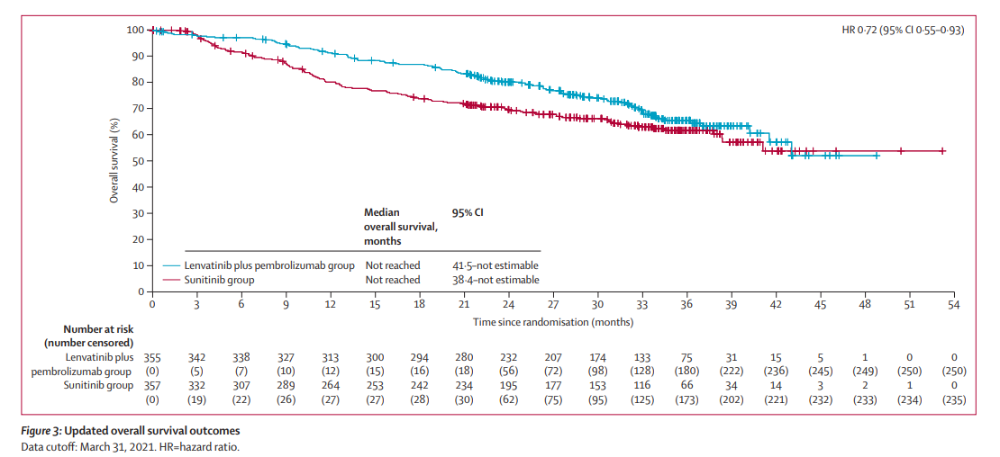 HR 0·72 (95% CI 0·55–0·93)
100
90
80
70
60
50
40
30
20
10
0
Overall survival (%)
Median overall survival, months
95% CI
Lenvatinib plus pembrolizumab group Not reached 41·5–not estimable
Sunitinib group Not reached 38·4–not estimable
0 3 6 9 12 15 18 21 24 27 30 33 36 39 42 45 48 51 54
Time since randomisation (months)
Number at risk
(number censored)
Lenvatinib plus 355 342 338 327 313 300 294 280 232 207 174 133 75 31 15 5 1 0 0
pembrolizumab group (0) (5) (7) (10) (12) (15) (16) (18) (56) (72) (98) (128) (180) (222) (236) (245) (249) (250) (250)
Sunitinib group 357 332 307 289 264 253 242 234 195 177 153 116 66 34 14 3 2 1 0
(0) (19) (22) (26) (27) (27) (28) (30) (62) (75) (95) (125) (173) (202) (221) (232) (233) (234) (235)
Figure 3: Updated overall survival outcomes
Data cutoff: March 31, 2021. HR=hazard ratio.